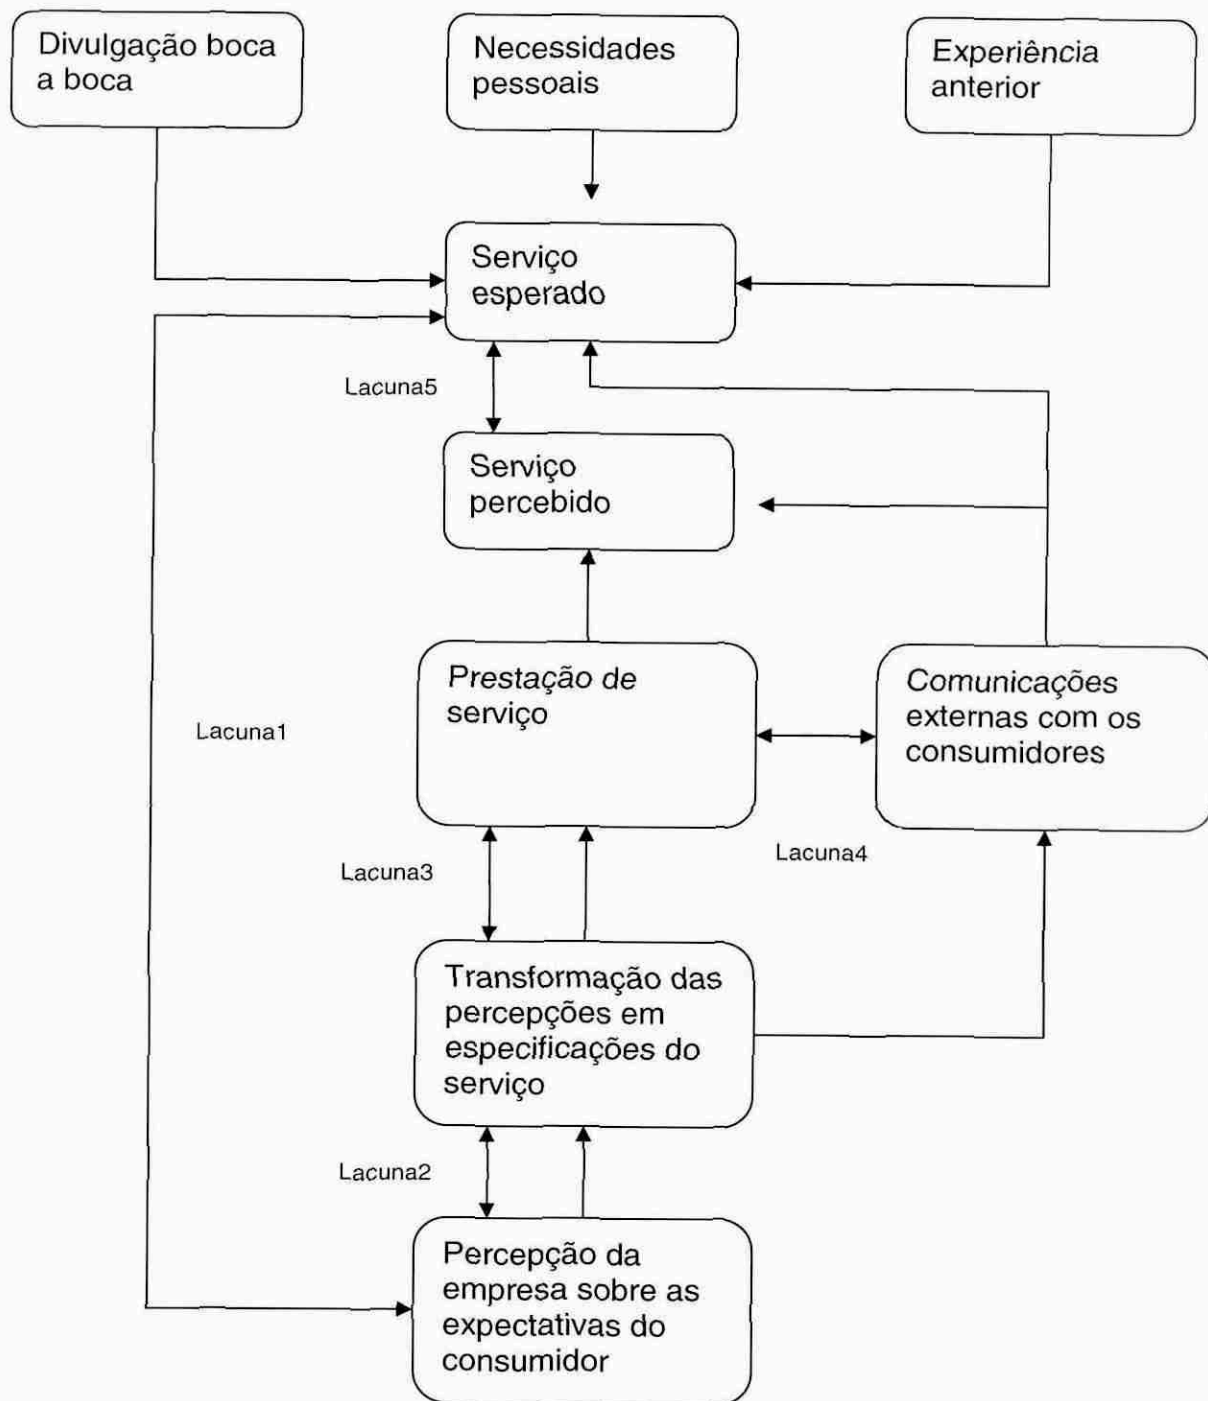 Divulgação boca
a boca
Necessidades
pessoais
Experiência
anterior
Serviço
esperado
Lacuna5
Serviço
percebido
Prestação de
serviço
Comunicações
externas com os
consumidores
Lacuna1
Lacuna3
Lacuna4
Transformação das
percepções em
especificações do
serviço
Lacuna2
Percepção da
empresa sobre as
expectativas do
consumidor